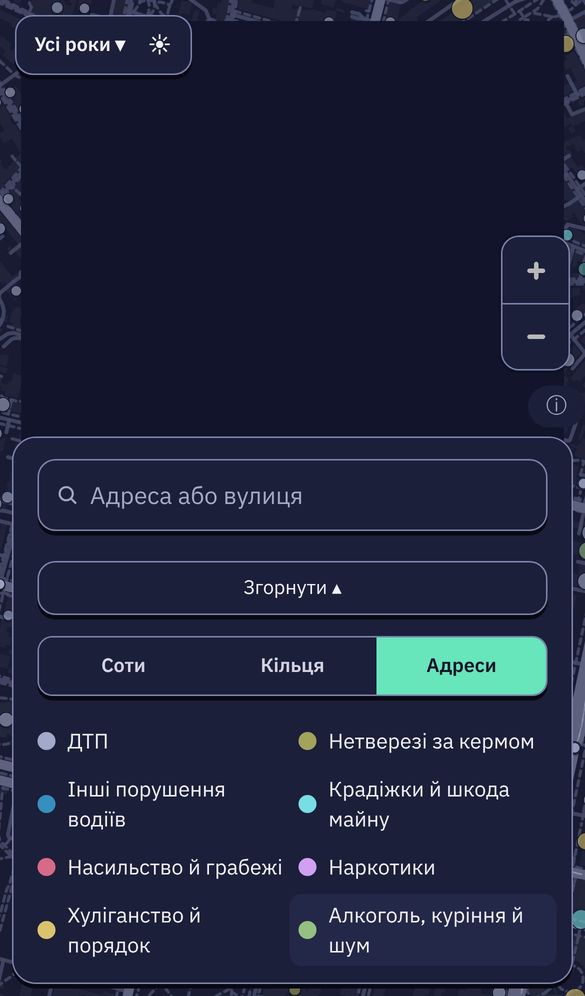 Усі роки ▾
+
−
Адреса або вулиця
Згорнути ▴
Соти
Кільця
Адреси
ДТП
Нетверезі за кермом
Інші порушення
водіїв
Крадіжки й шкода
майну
Насильство й грабежі
Наркотики
Хуліганство й
порядок
Алкоголь, куріння й
шум